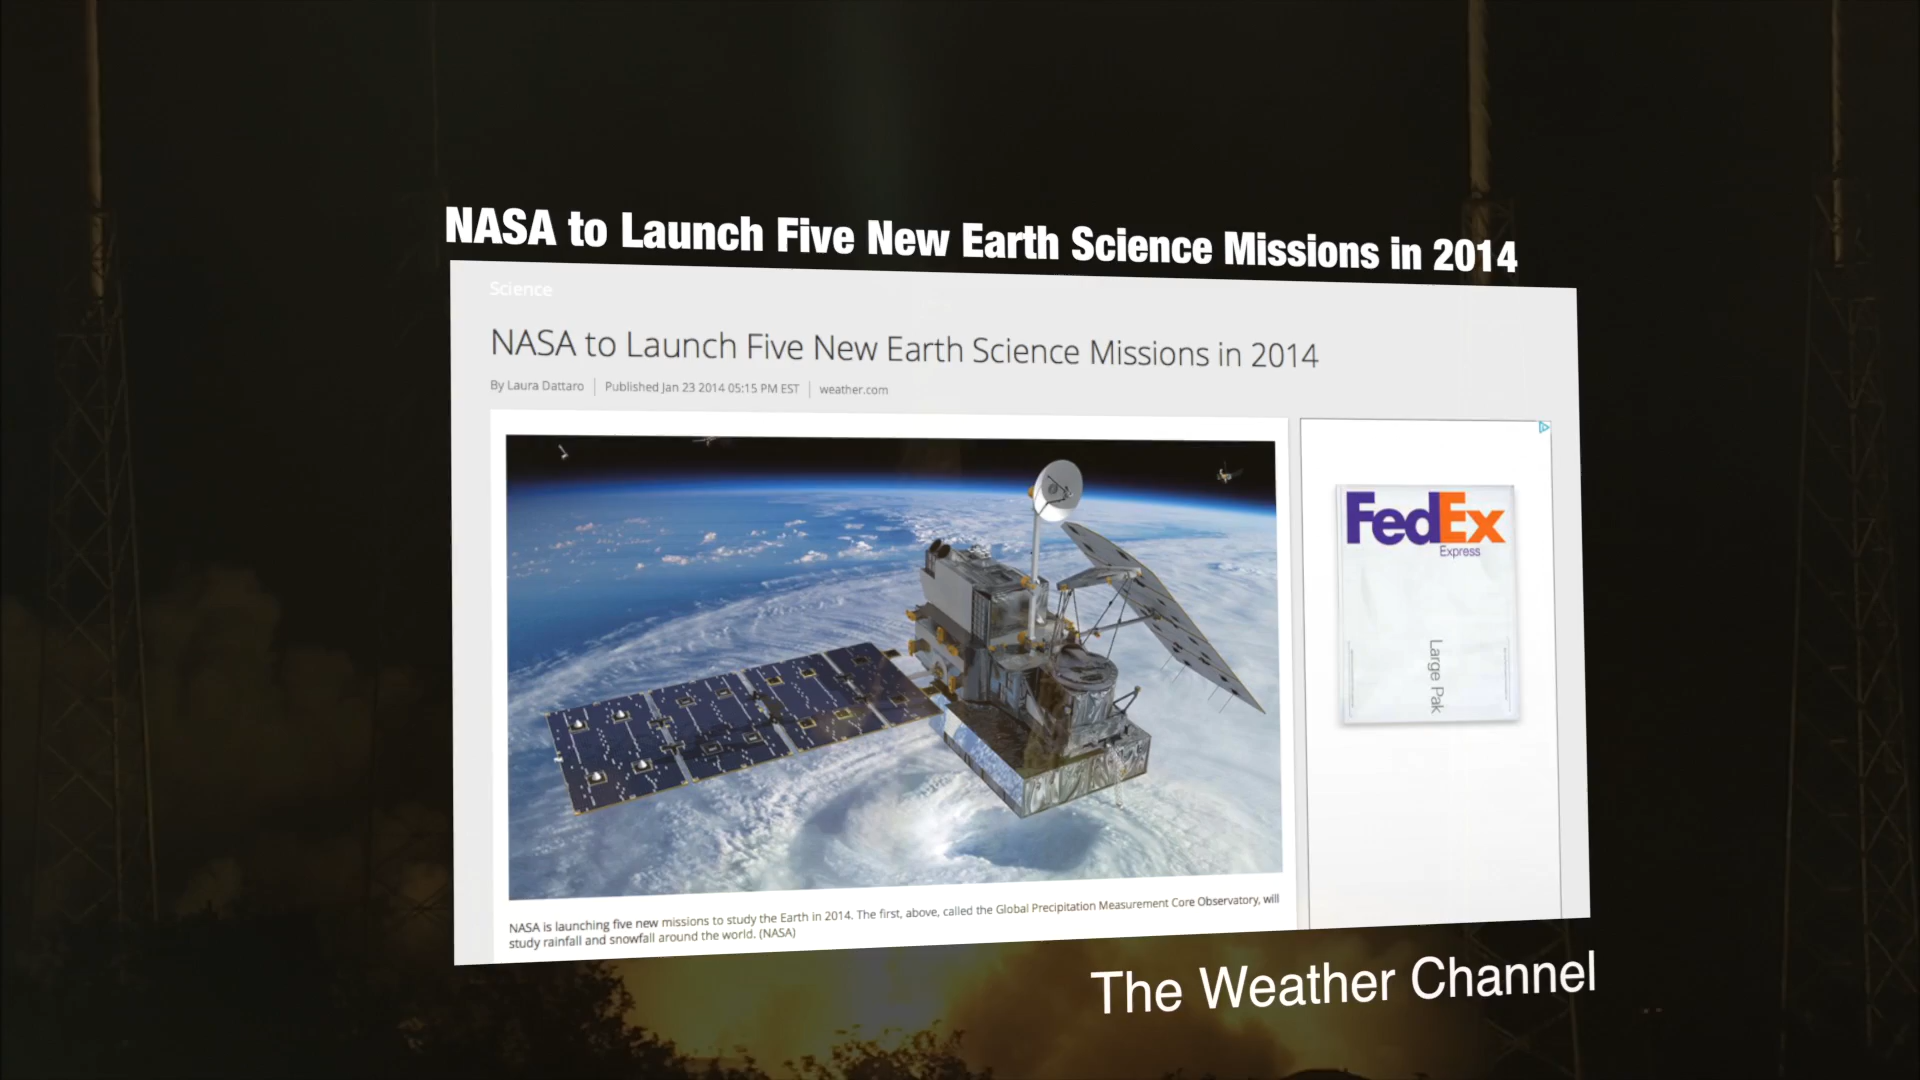 NASA to Launch Five New Earth Science Missions in 2014
Science
NASA to Launch Five New Earth Science Missions in 2014
By Laura Dattaro | Published Jan 23 2014 05:15 PM EST | weather.com
FedEx
Express
Large Pak
NASA is launching five new missions to study the Earth in 2014. The first, above, called the Global Precipitation Measurement Core Observatory, will
study rainfall and snowfall around the world. (NASA)
The Weather Channel